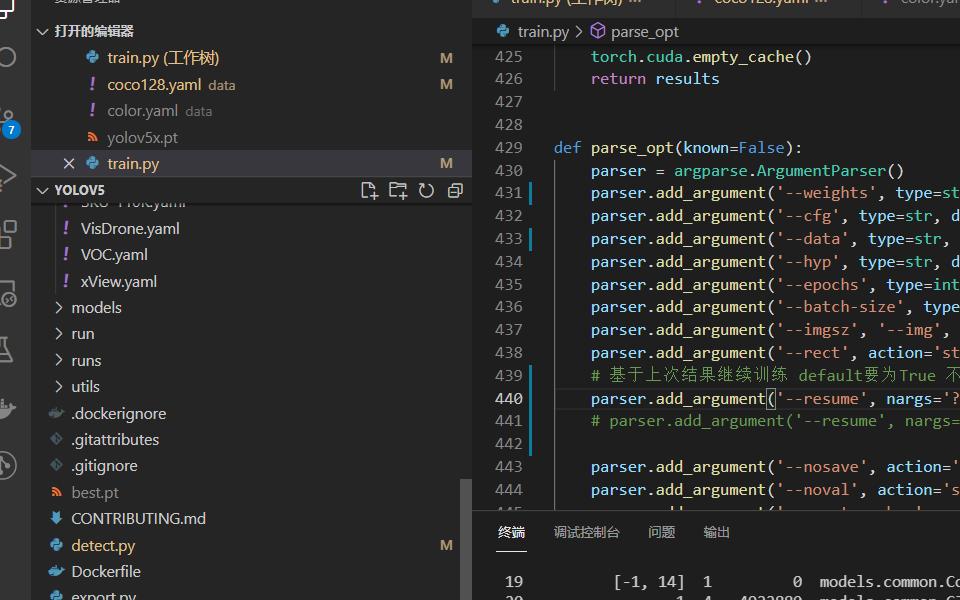 打开的编辑器
train.py (工作树) M
! coco128.yaml data M
! color.yaml data
yolov5x.pt
× train.py M
YOLOV5
! VisDrone.yaml
! VOC.yaml
! xView.yaml
> models
> run
> runs
> utils
.dockerignore
.gitattributes
.gitignore
best.pt
CONTRIBUTING.md
detect.py M
Dockerfile
export.py
7
train.py > parse_opt
425 torch.cuda.empty_cache()
426 return results
427
428
429 def parse_opt(known=False):
430 parser = argparse.ArgumentParser()
431 parser.add_argument('--weights', type=st
432 parser.add_argument('--cfg', type=str, d
433 parser.add_argument('--data', type=str,
434 parser.add_argument('--hyp', type=str, d
435 parser.add_argument('--epochs', type=int
436 parser.add_argument('--batch-size', type
437 parser.add_argument('--imgsz', '--img',
438 parser.add_argument('--rect', action='st
439 # 基于上次结果继续训练 default要为True 不
440 parser.add_argument('--resume', nargs='?
441 # parser.add_argument('--resume', nargs=
442
443 parser.add_argument('--nosave', action='
444 parser.add_argument('--noval', action='s
终端 调试控制台 问题 输出
19 [-1, 14] 1 0 models.common.Co